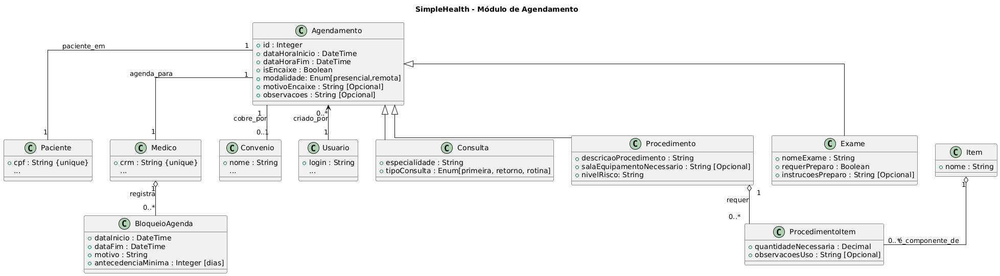 SimpleHealth - Módulo de Agendamento
C Agendamento
id : Integer
dataHoraInicio : DateTime
dataHoraFim : DateTime
isEncaixe : Boolean
modalidade: Enum[presencial,remota]
motivoEncaixe : String [Opcional]
observacoes : String [Opcional]
paciente_em
1
agenda_para
1
1
cobre_por
0..*
criado_por
1
1
0..1
1
C Paciente
cpf : String {unique}
...
C Medico
crm : String {unique}
...
C Convenio
nome : String
...
C Usuario
login : String
...
C Consulta
especialidade : String
tipoConsulta : Enum[primeira, retorno, rotina]
C Procedimento
descricaoProcedimento : String
salaEquipamentoNecessario : String [Opcional]
nivelRisco: String
C Exame
nomeExame : String
requerPreparo : Boolean
instrucoesPreparo : String [Opcional]
C Item
nome : String
1
registra
0..*
1
requer
0..*
1
C BloqueioAgenda
dataInicio : DateTime
dataFim : DateTime
motivo : String
antecedenciaMinima : Integer [dias]
C ProcedimentoItem
quantidadeNecessaria : Decimal
observacoesUso : String [Opcional]
0..*
é_componente_de